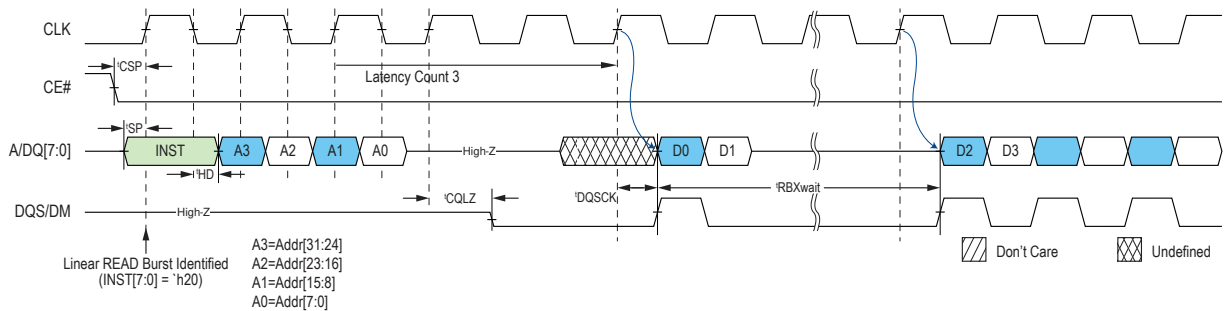 CLK
tCSP
Latency Count 3
CE#
tSP
A/DQ[7:0]
INST
A3
A2
A1
A0
High-Z
D0
D1
D2
D3
tHD
tCQLZ
tDQSCK
tRBXwait
DQS/DM
High-Z
Linear READ Burst Identified
(INST[7:0] = `h20)
A3=Addr[31:24]
A2=Addr[23:16]
A1=Addr[15:8]
A0=Addr[7:0]
Don't Care
Undefined